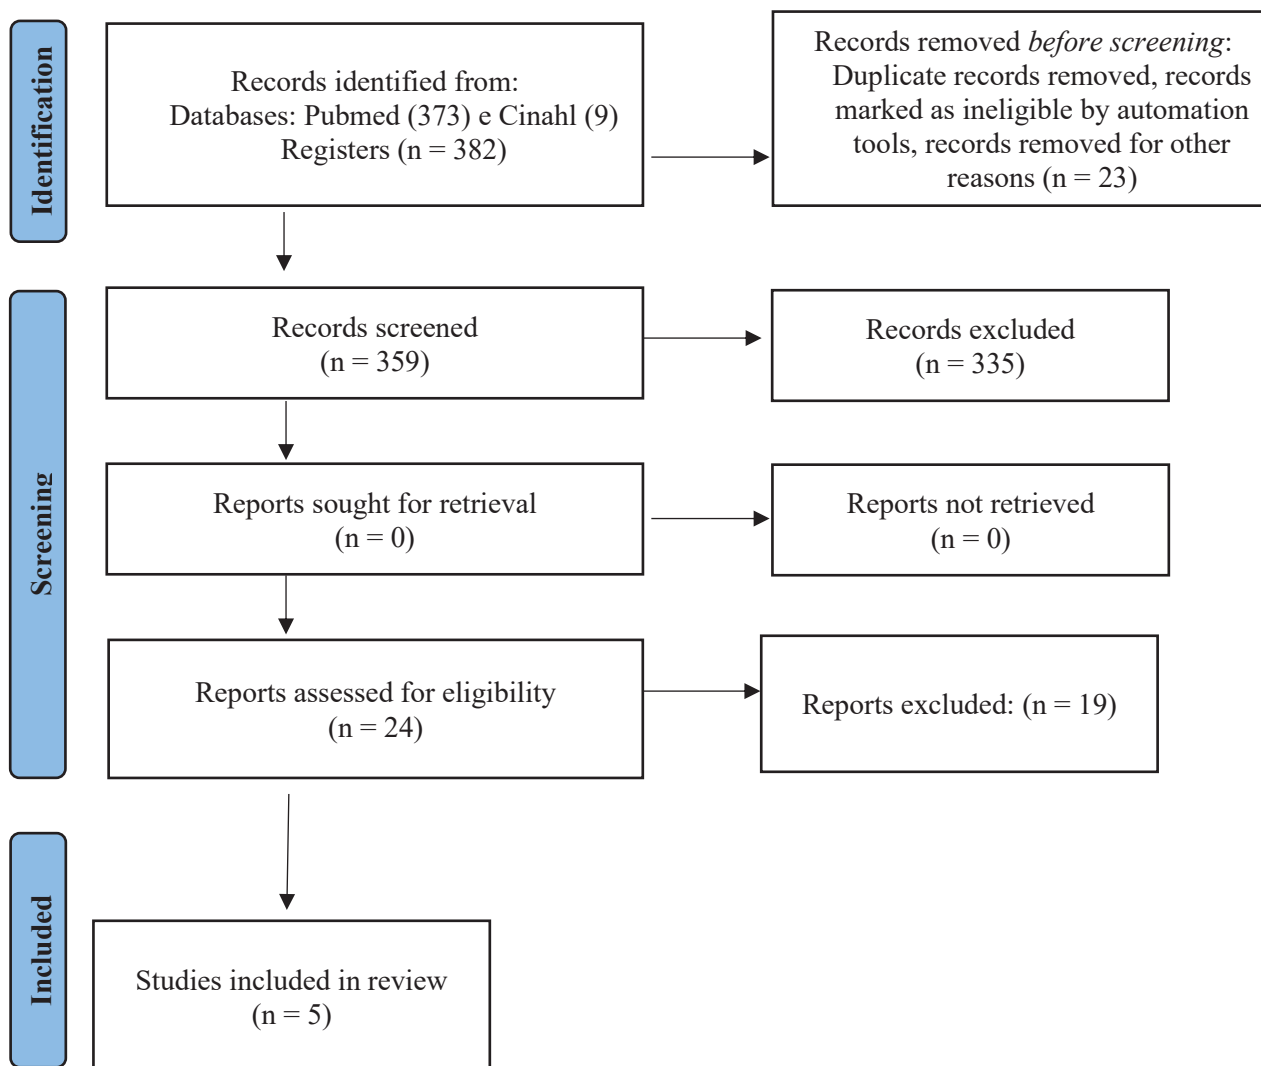 Identification
Records identified from:
Databases: Pubmed (373) e Cinahl (9)
Registers (n = 382)
Records removed before screening:
Duplicate records removed, records
marked as ineligible by automation
tools, records removed for other
reasons (n = 23)
Screening
Records screened
(n = 359)
Records excluded
(n = 335)
Reports sought for retrieval
(n = 0)
Reports not retrieved
(n = 0)
Reports assessed for eligibility
(n = 24)
Reports excluded: (n = 19)
Included
Studies included in review
(n = 5)